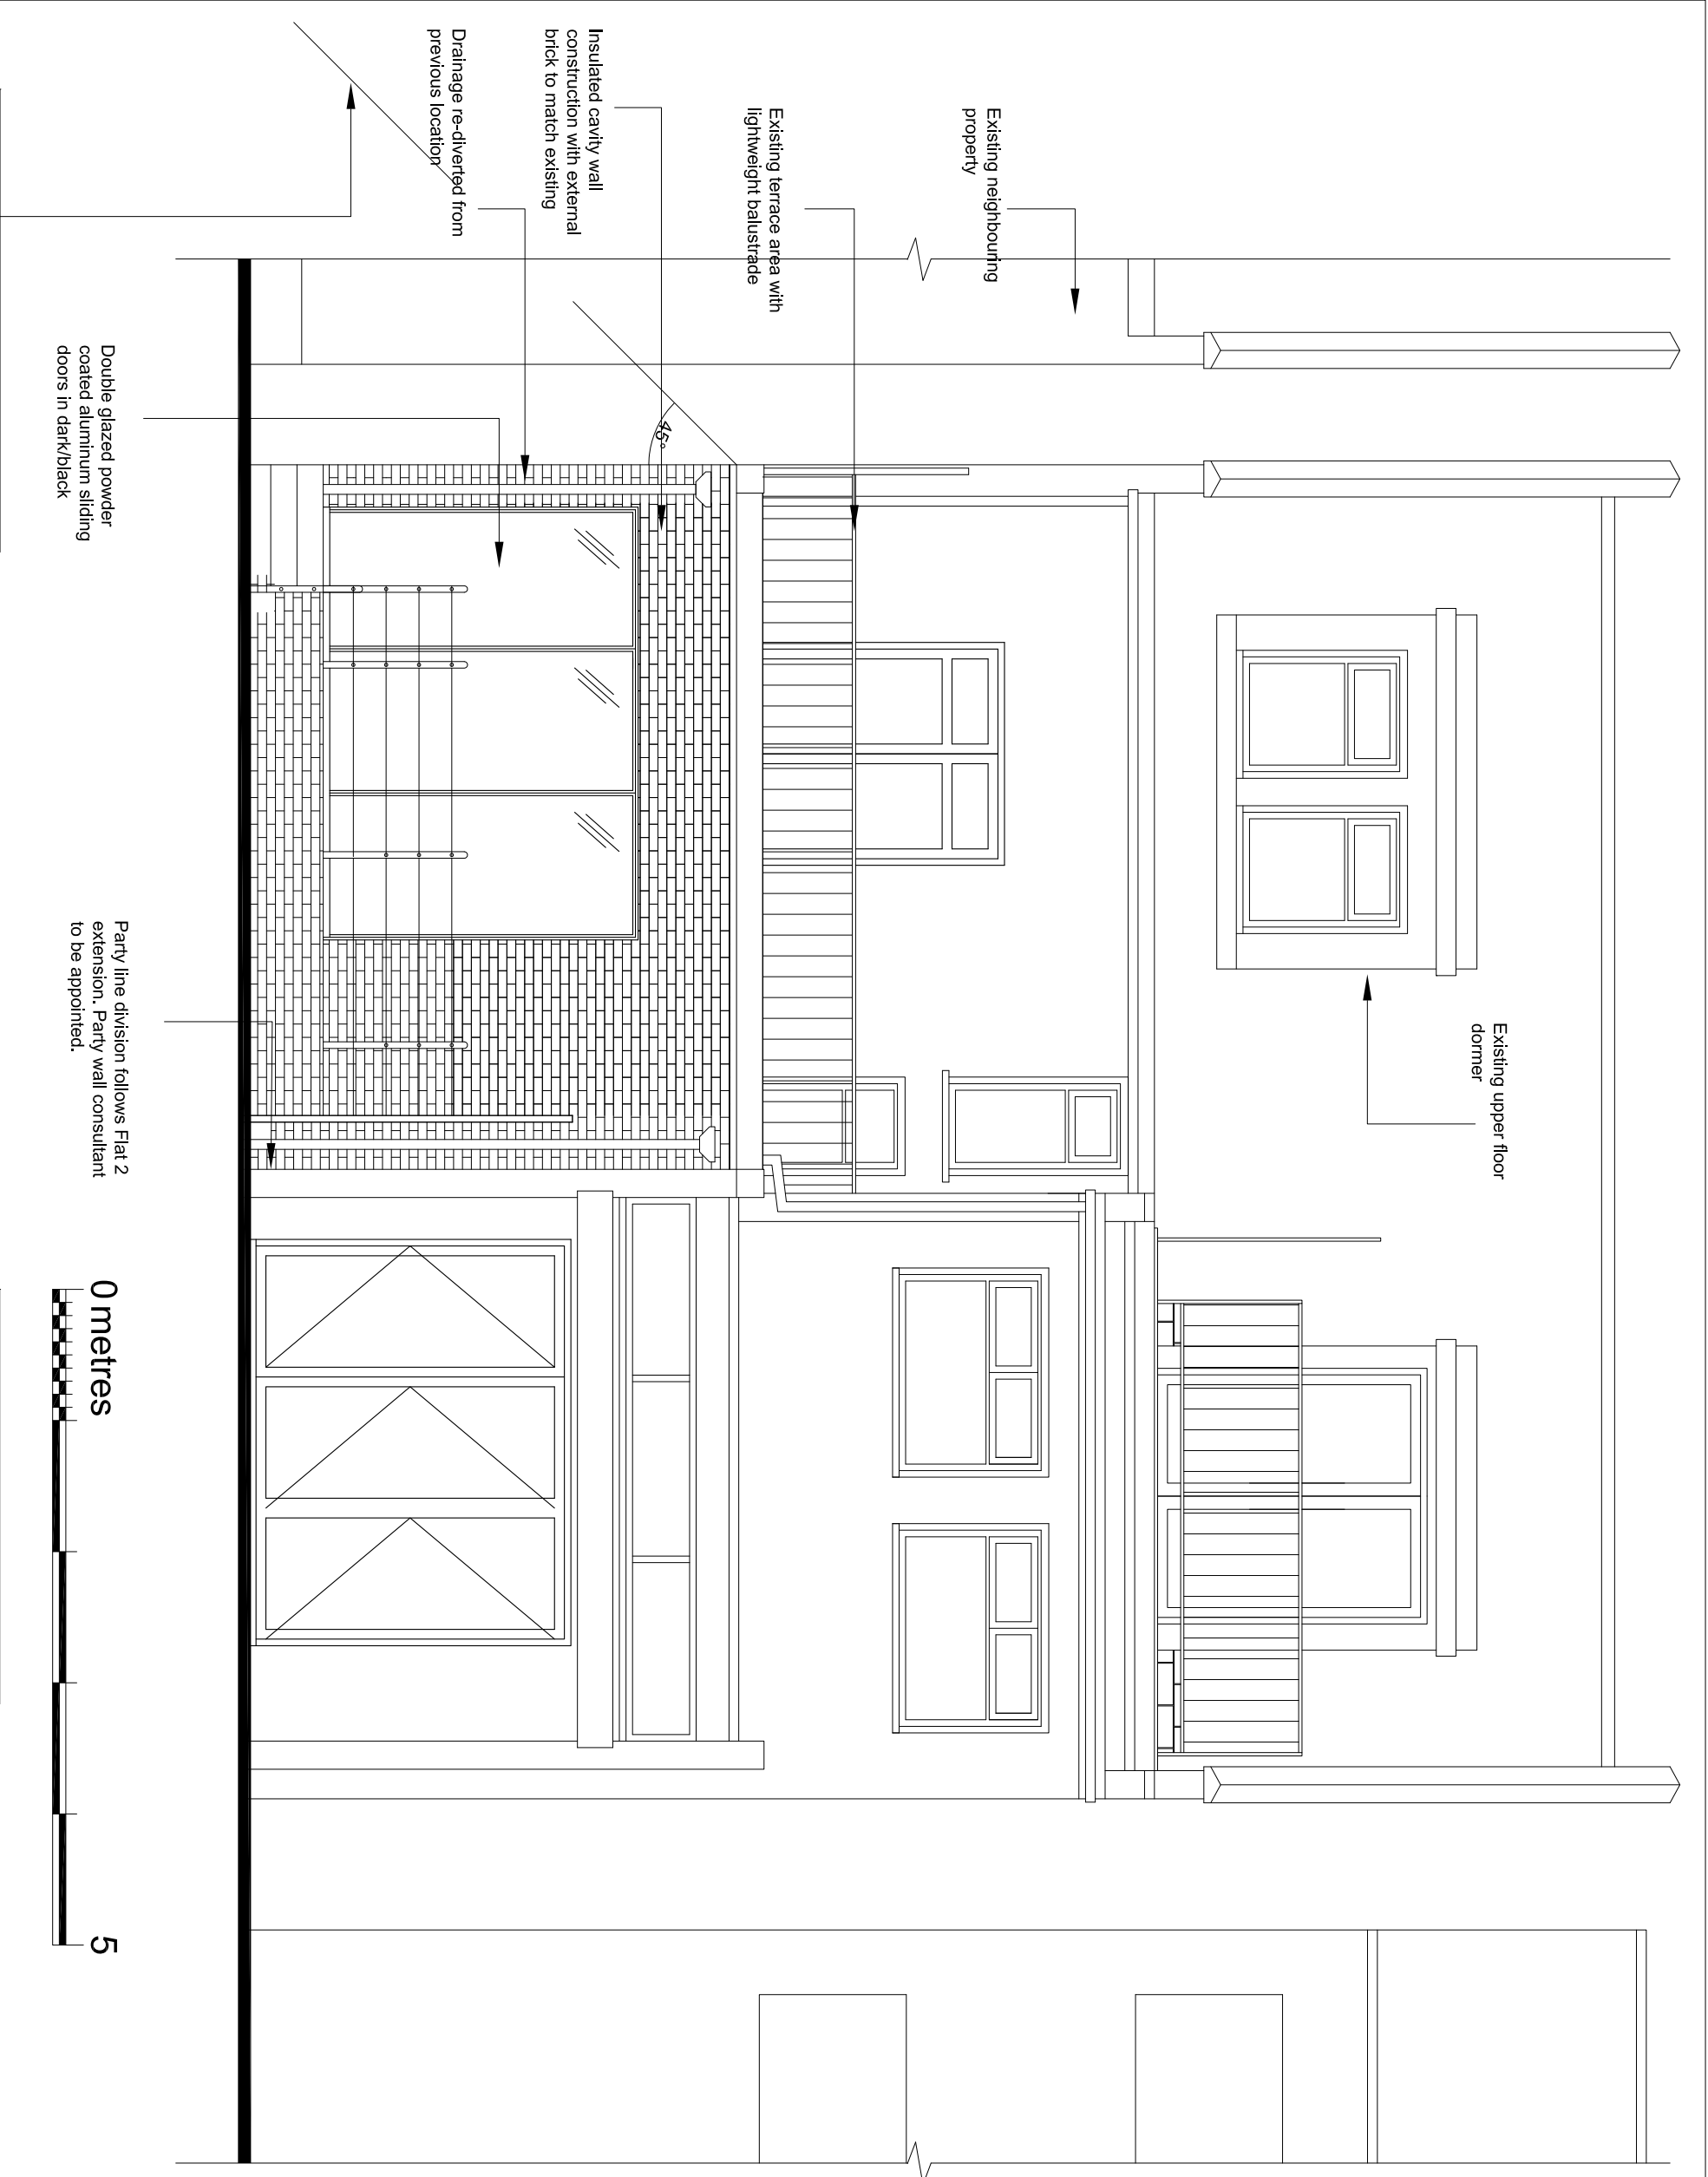 Existing upper floor
dormer
Existing neighbouring
property
Existing terrace area with
lightweight balustrade
Insulated cavity wall
construction with external
brick to match existing
45°
Drainage re-diverted from
previous location
Double glazed powder
coated aluminum sliding
doors in dark/black
Party line division follows Flat 2
extension. Party wall consultant
to be appointed.
0 metres
5